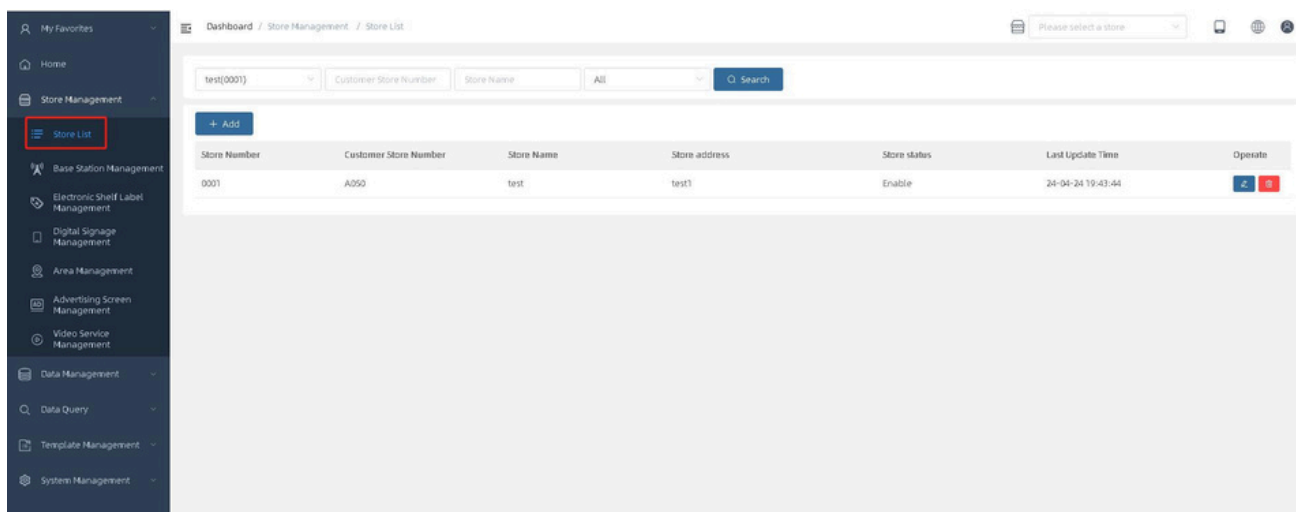 My Favorites
Dashboard / Store Management / Store List
Please select a store
Home
test(0001)
Customer Store Number
Store Name
All
Search
Store Management
+ Add
Store List
Store Number Customer Store Number Store Name Store address Store status Last Update Time Operate
Base Station Management
0001 A050 test test1 Enable 24-04-24 19:43:44
Electronic Shelf Label
Management
Digital Signage
Management
Area Management
AD
Advertising Screen
Management
Video Service
Management
Data Management
Data Query
Template Management
System Management